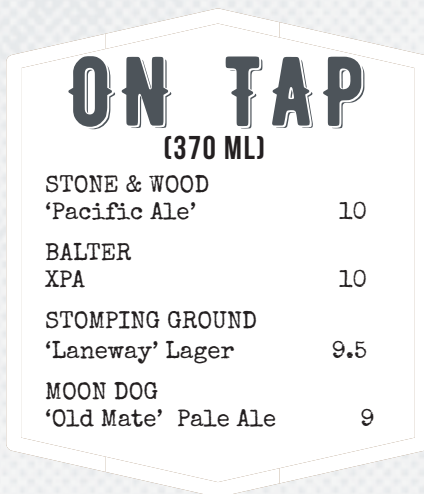 ON TAP
(370 ML)
STONE & WOOD
‘Pacific Ale’ 10
BALTER
XPA 10
STOMPING GROUND
‘Laneway’ Lager 9.5
MOON DOG
‘Old Mate’ Pale Ale 9